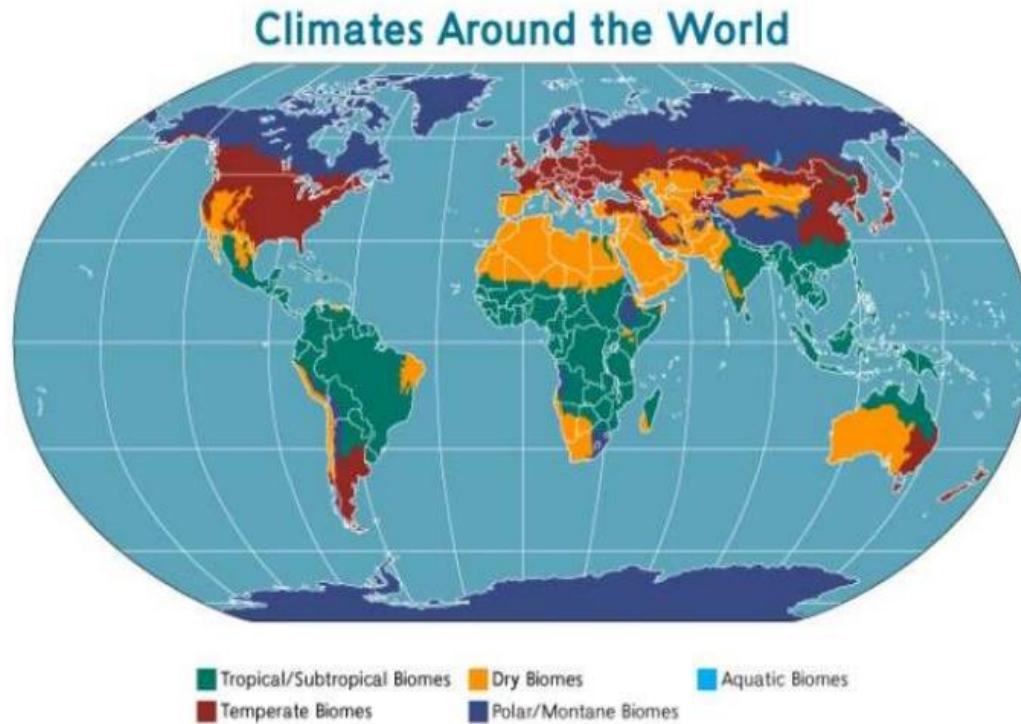 Climates Around the World
Tropical/Subtropical Biomes Dry Biomes Aquatic Biomes
Temperate Biomes Polar/Montane Biomes